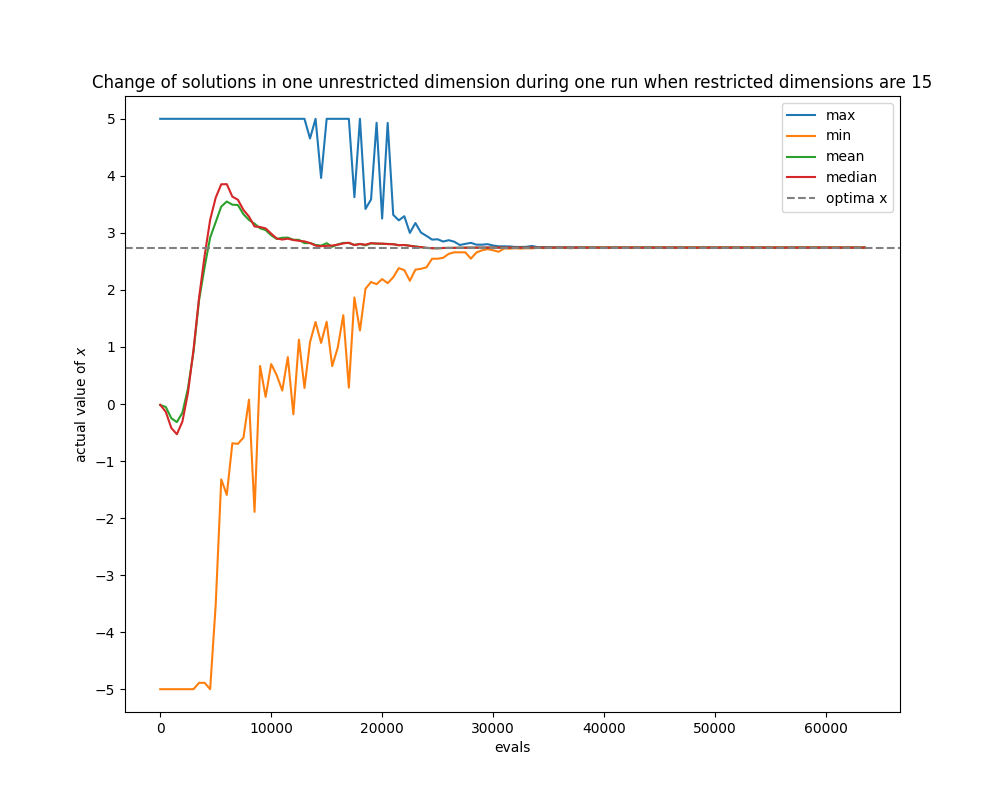 Change of solutions in one unrestricted dimension during one run when restricted dimensions are 15
max
min
mean
median
optima x
5
4
3
2
1
0
−1
−2
−3
−4
−5
actual value of x
0 10000 20000 30000 40000 50000 60000
evals